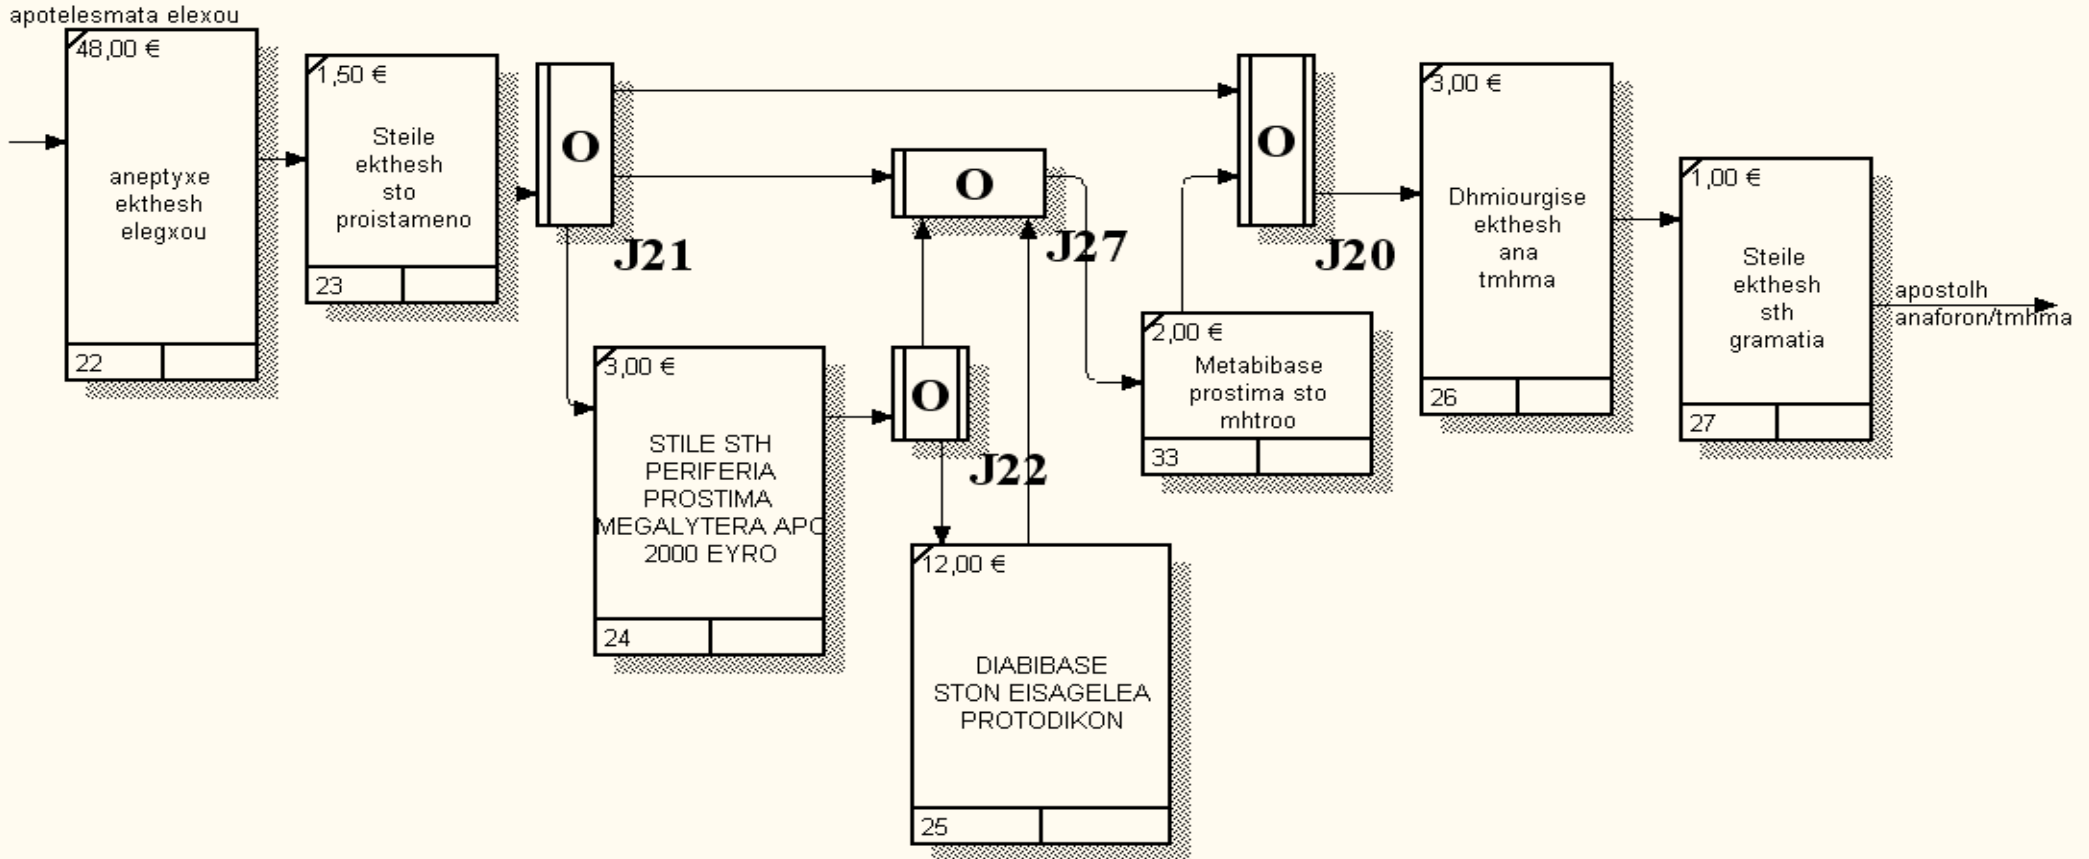 apotelesmata elexou
48,00 €
aneptyxe
ekthesh
elegxou
22
1,50 €
Steile
ekthesh
sto
proistameno
23
O
J21
3,00 €
STILE STH
PERIFERIA
PROSTIMA
MEGALYTERA APO
2000 EYRO
24
O
J27
O
J22
12,00 €
DIABIBASE
STON EISAGELEA
PROTODIKON
25
2,00 €
Metabibase
prostima sto
mhtroo
33
O
J20
3,00 €
Dhmiourgise
ekthesh
ana
tmhma
26
1,00 €
Steile
ekthesh
sth
gramatia
27
apostolh
anaforon/tmhma